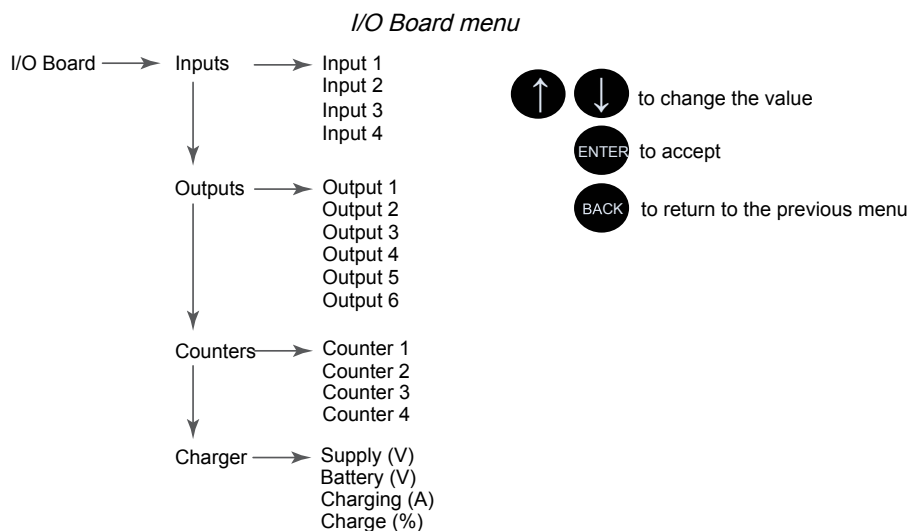 I/O Board menu
I/O Board
Inputs
Input 1
Input 2
Input 3
Input 4
Outputs
Output 1
Output 2
Output 3
Output 4
Output 5
Output 6
Counters
Counter 1
Counter 2
Counter 3
Counter 4
Charger
Supply (V)
Battery (V)
Charging (A)
Charge (%)
↑ ↓ to change the value
ENTER to accept
BACK to return to the previous menu